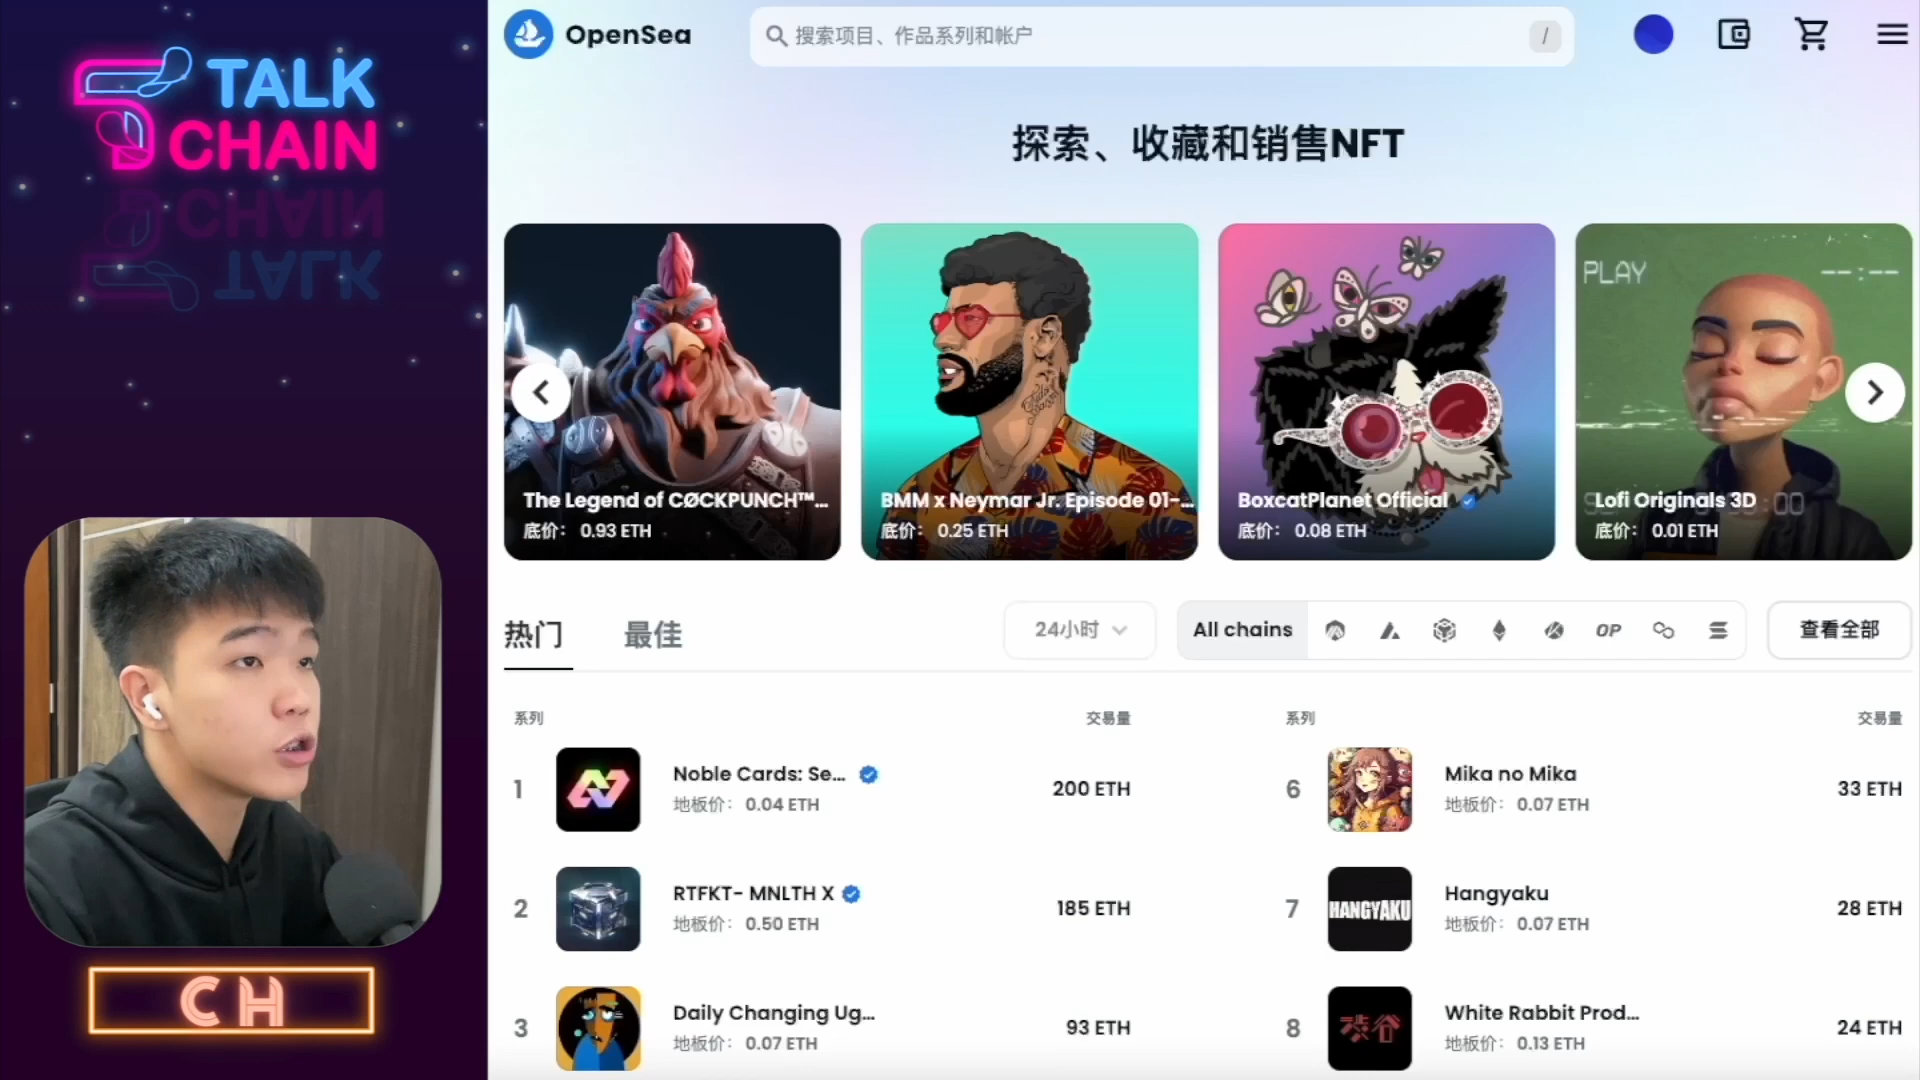 TALK
CHAIN
CH
OpenSea
搜索项目、作品系列和帐户
/
探索、收藏和销售NFT
The Legend of CØCKPUNCH™...
底价： 0.93 ETH
BMM x Neymar Jr. Episode 01-...
底价： 0.25 ETH
BoxcatPlanet Official
底价： 0.08 ETH
PLAY
--:--
Lofi Originals 3D
底价： 0.01 ETH
热门
最佳
24小时
All chains
OP
查看全部
系列
交易量
系列
交易量
1
Noble Cards: Se...
地板价： 0.04 ETH
200 ETH
6
Mika no Mika
地板价： 0.07 ETH
33 ETH
2
RTFKT- MNLTH X
地板价： 0.50 ETH
185 ETH
7
HANGYAKU
Hangyaku
地板价： 0.07 ETH
28 ETH
3
Daily Changing Ug...
地板价： 0.07 ETH
93 ETH
8
渋谷
White Rabbit Prod...
地板价： 0.13 ETH
24 ETH